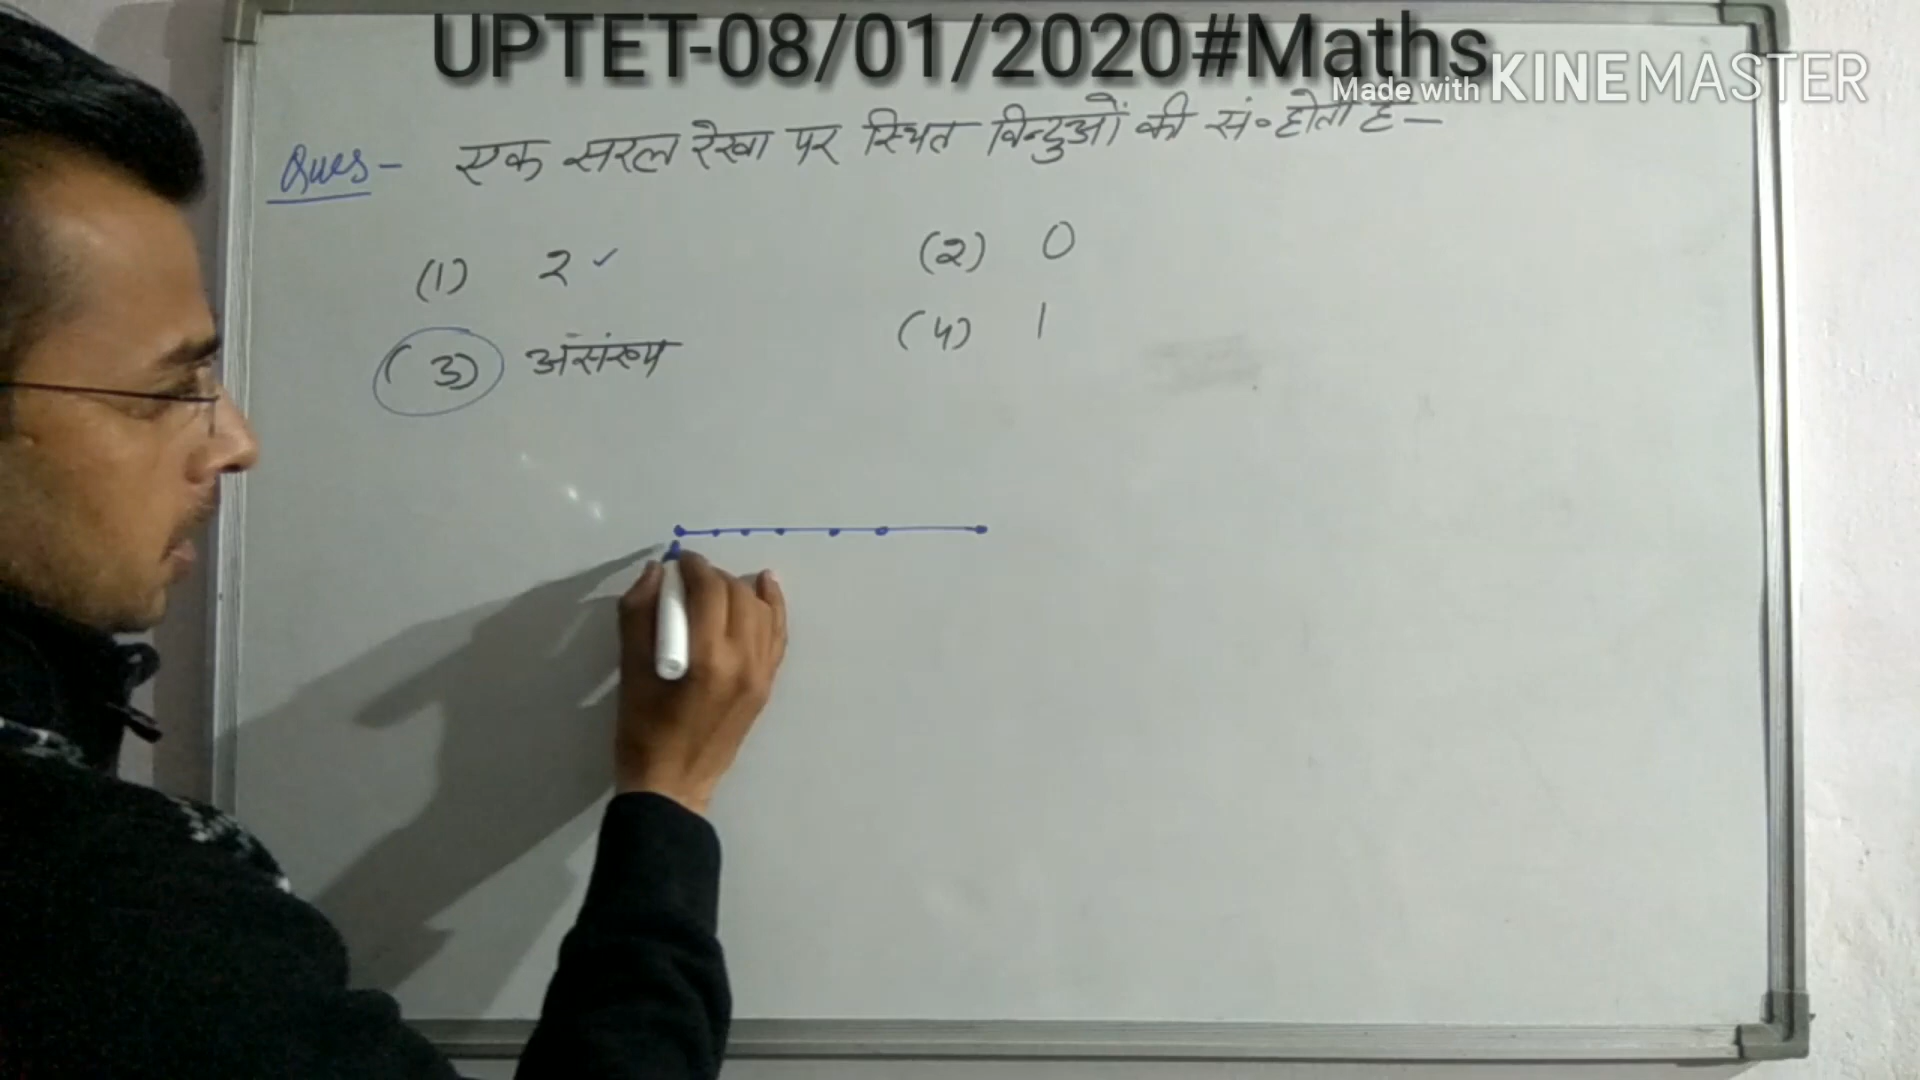 UPTET-08/01/2020#Maths
Made with KINEMASTER
Ques- एक सरल रेखा पर स्थित विन्दुओं की सं॰ होती है-
(1) 2 (2) 0
(3) असंख्य (4) 1